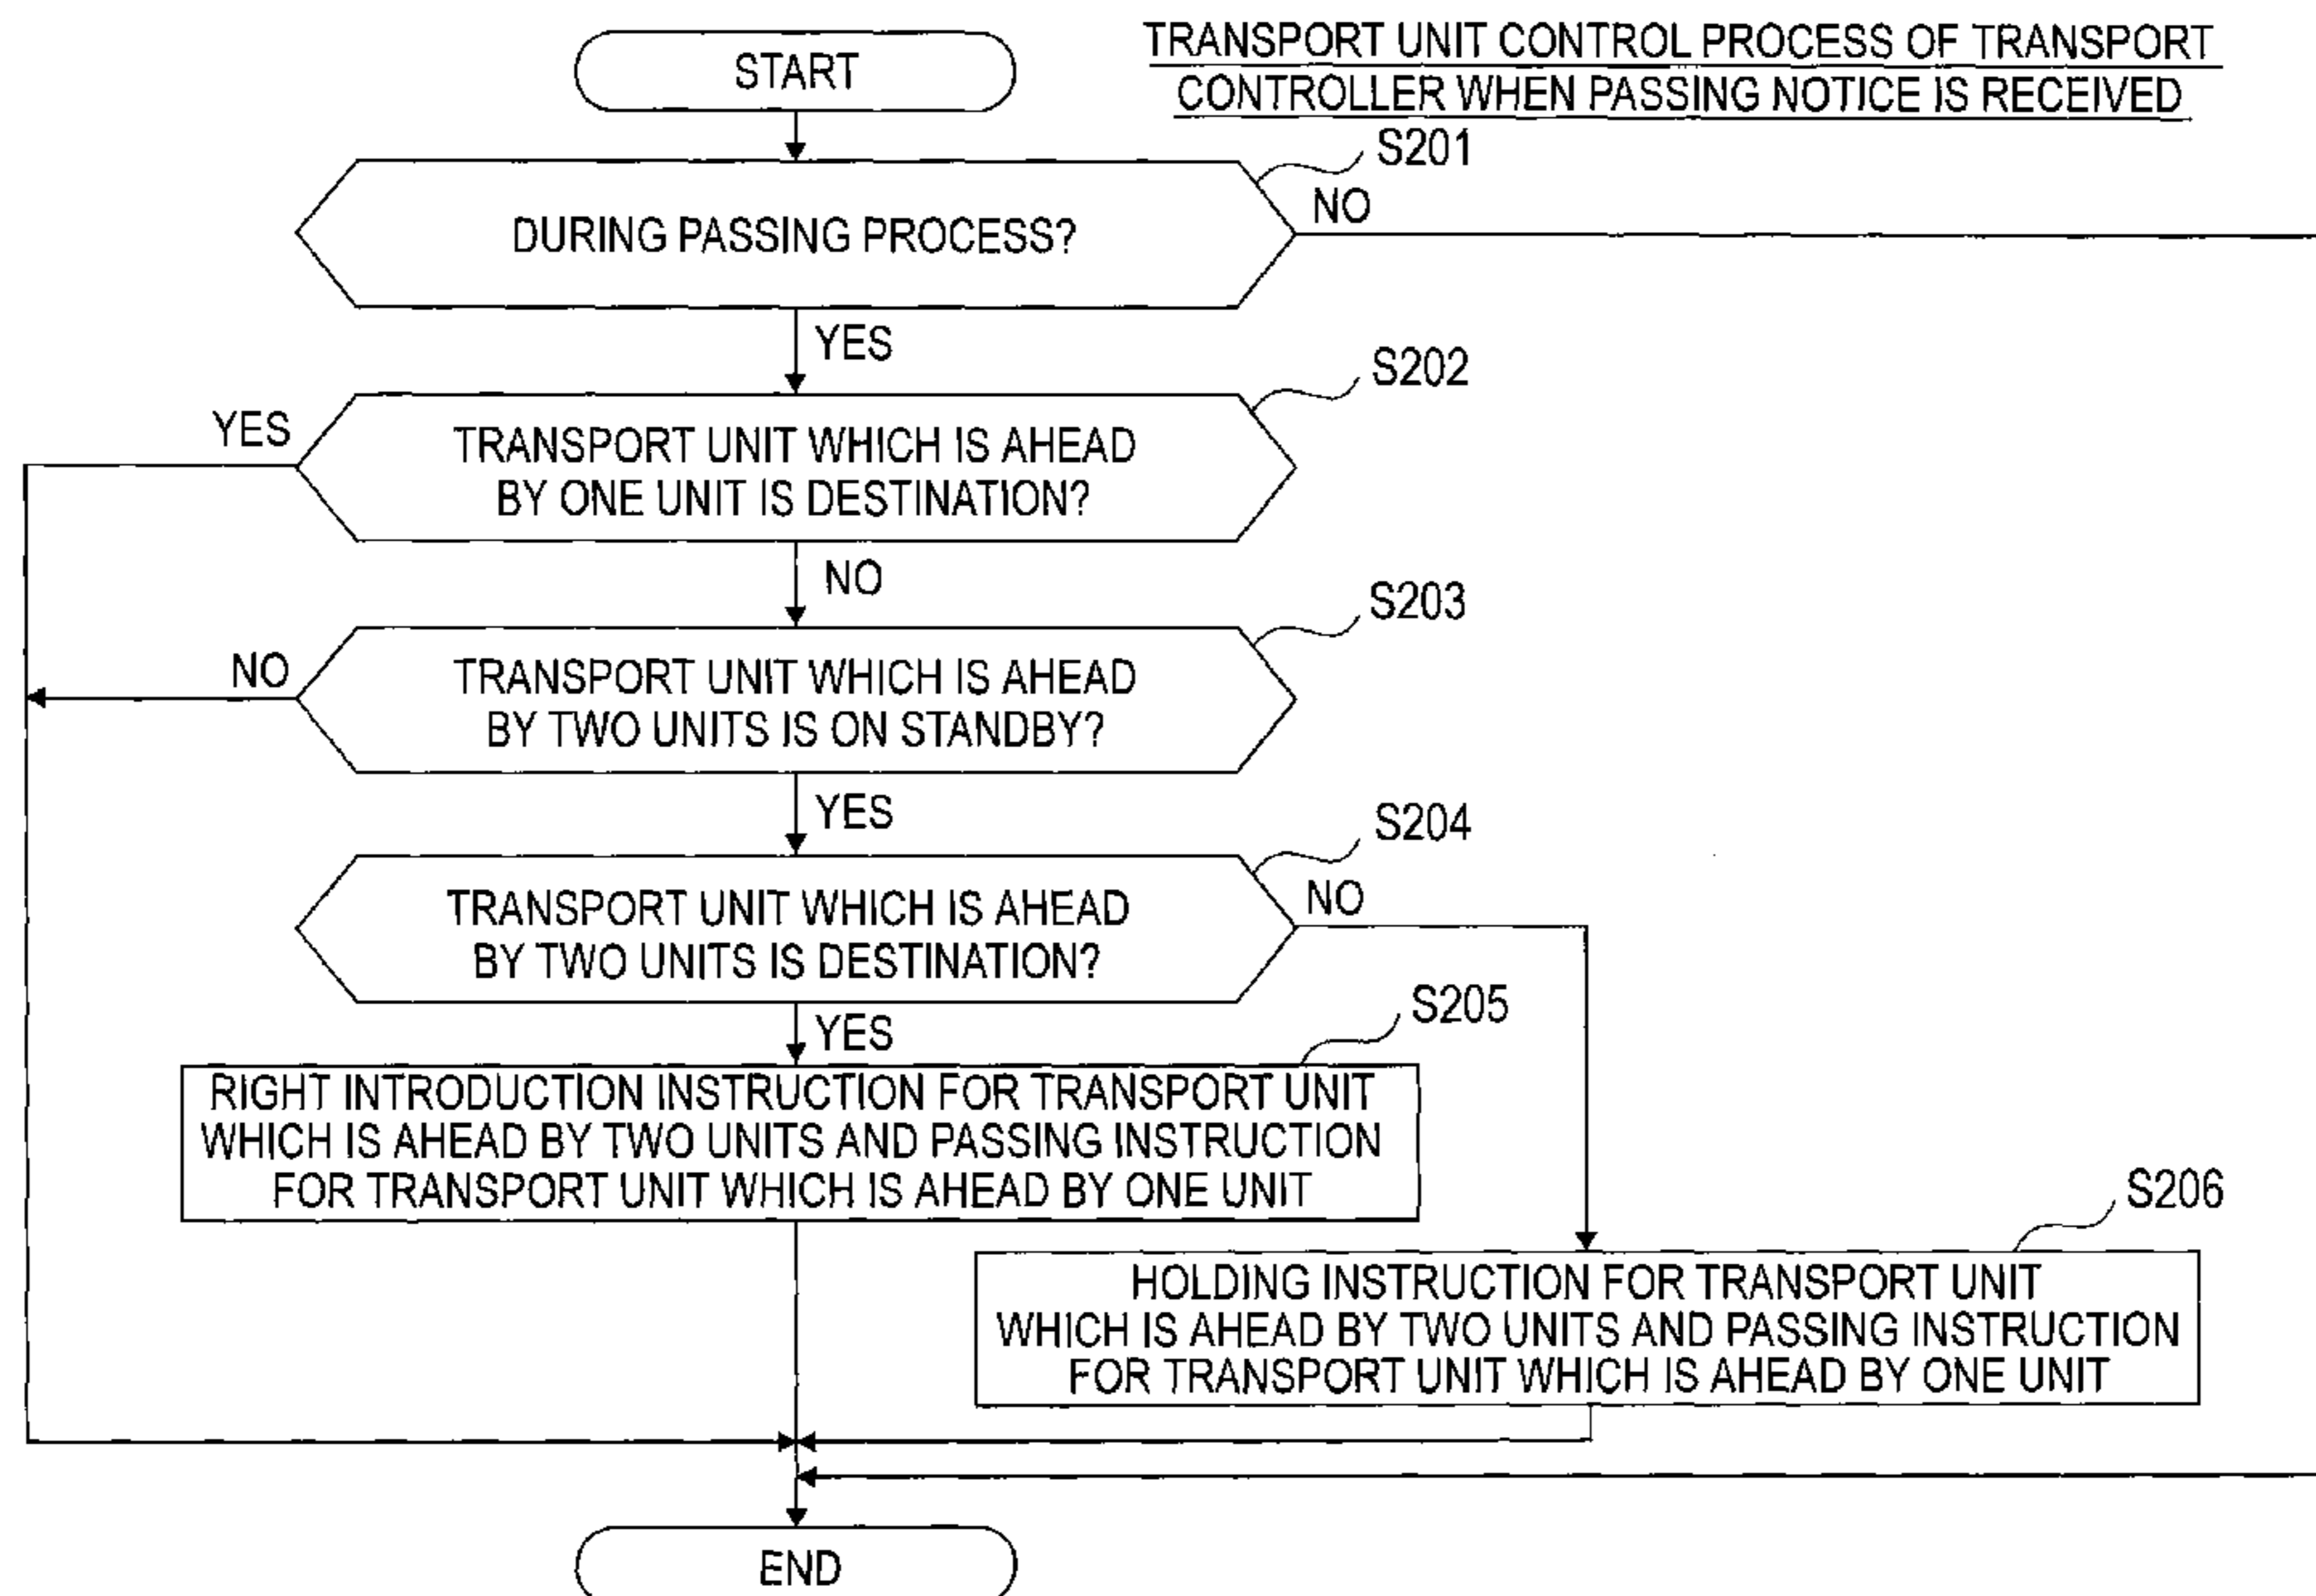 TRANSPORT UNIT CONTROL PROCESS OF TRANSPORT
CONTROLLER WHEN PASSING NOTICE IS RECEIVED
START
S201
DURING PASSING PROCESS?
NO
YES
S202
YES
TRANSPORT UNIT WHICH IS AHEAD
BY ONE UNIT IS DESTINATION?
NO
S203
NO
TRANSPORT UNIT WHICH IS AHEAD
BY TWO UNITS IS ON STANDBY?
YES
S204
TRANSPORT UNIT WHICH IS AHEAD
BY TWO UNITS IS DESTINATION?
NO
YES
S205
RIGHT INTRODUCTION INSTRUCTION FOR TRANSPORT UNIT
WHICH IS AHEAD BY TWO UNITS AND PASSING INSTRUCTION
FOR TRANSPORT UNIT WHICH IS AHEAD BY ONE UNIT
S206
HOLDING INSTRUCTION FOR TRANSPORT UNIT
WHICH IS AHEAD BY TWO UNITS AND PASSING INSTRUCTION
FOR TRANSPORT UNIT WHICH IS AHEAD BY ONE UNIT
END